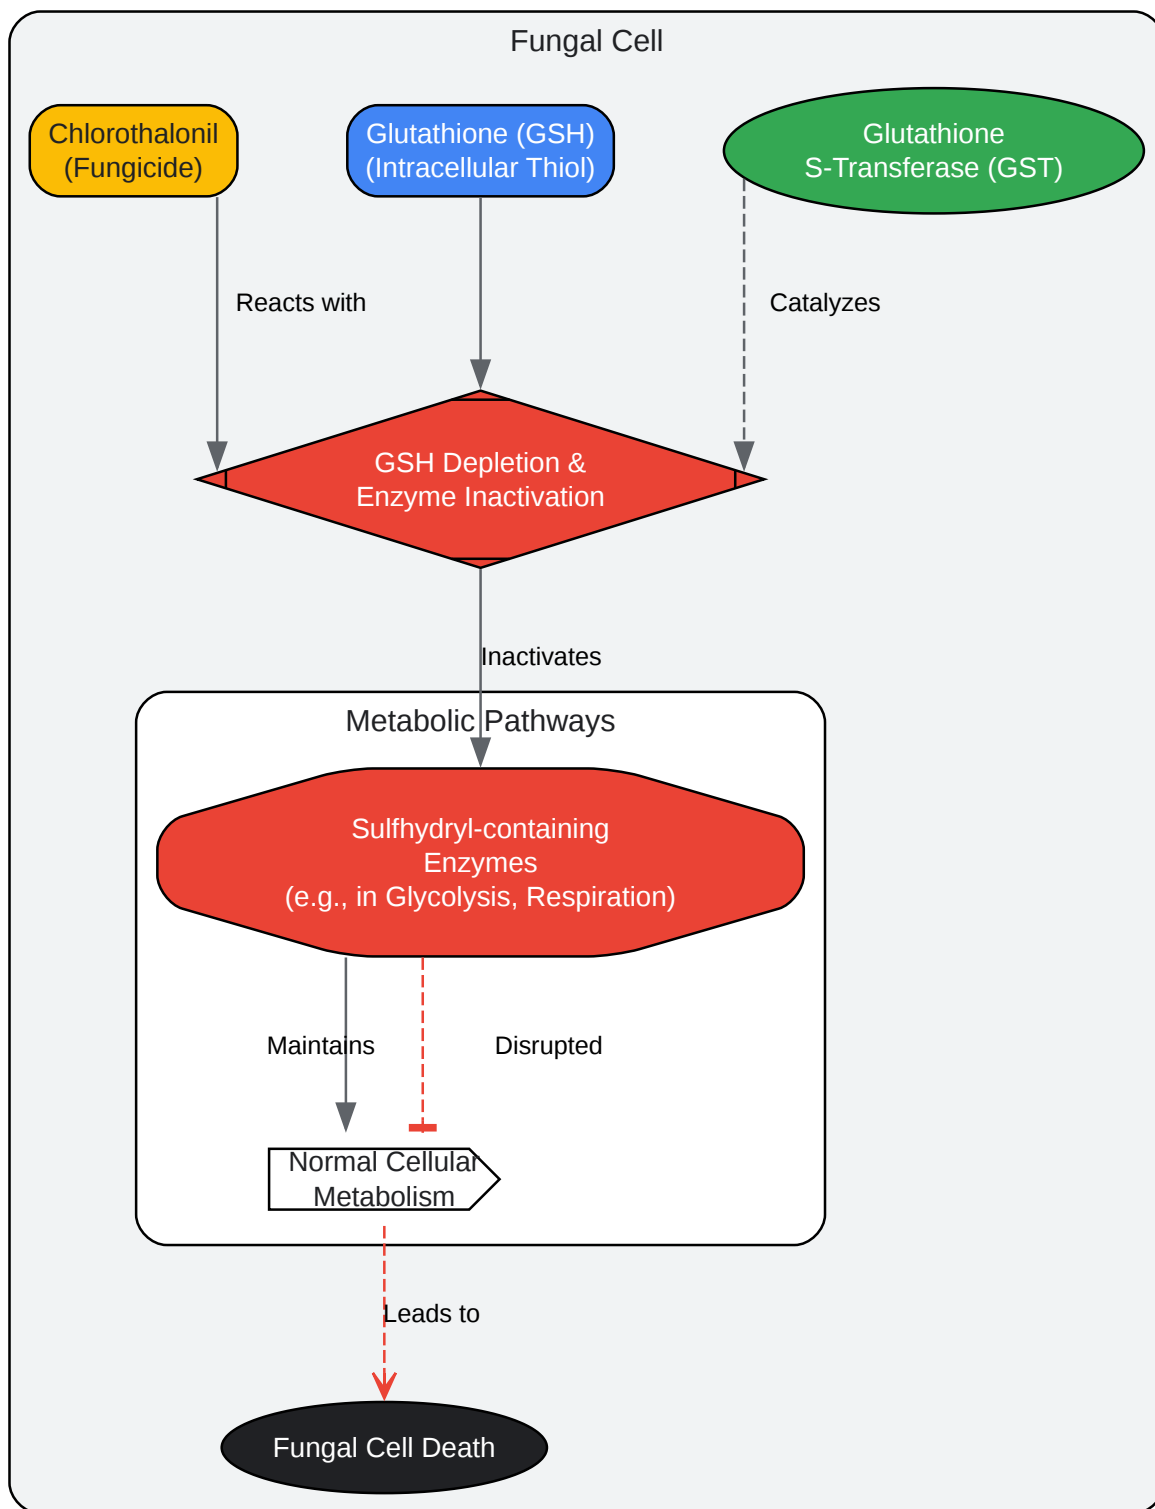 Fungal Cell
Chlorothalonil
(Fungicide)
Glutathione (GSH)
(Intracellular Thiol)
Glutathione
S-Transferase (GST)
Reacts with
Catalyzes
GSH Depletion &
Enzyme Inactivation
Inactivates
Metabolic Pathways
Sulfhydryl-containing
Enzymes
(e.g., in Glycolysis, Respiration)
Maintains
Disrupted
Normal Cellular
Metabolism
Leads to
Fungal Cell Death